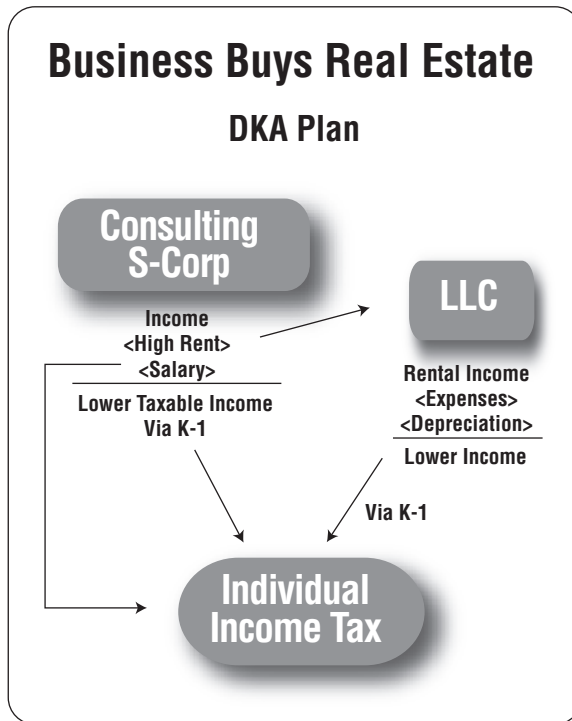 Business Buys Real Estate
DKA Plan
Consulting
S-Corp
Income
<High Rent>
<Salary>
Lower Taxable Income
Via K-1
LLC
Rental Income
<Expenses>
<Depreciation>
Lower Income
Via K-1
Individual
Income Tax